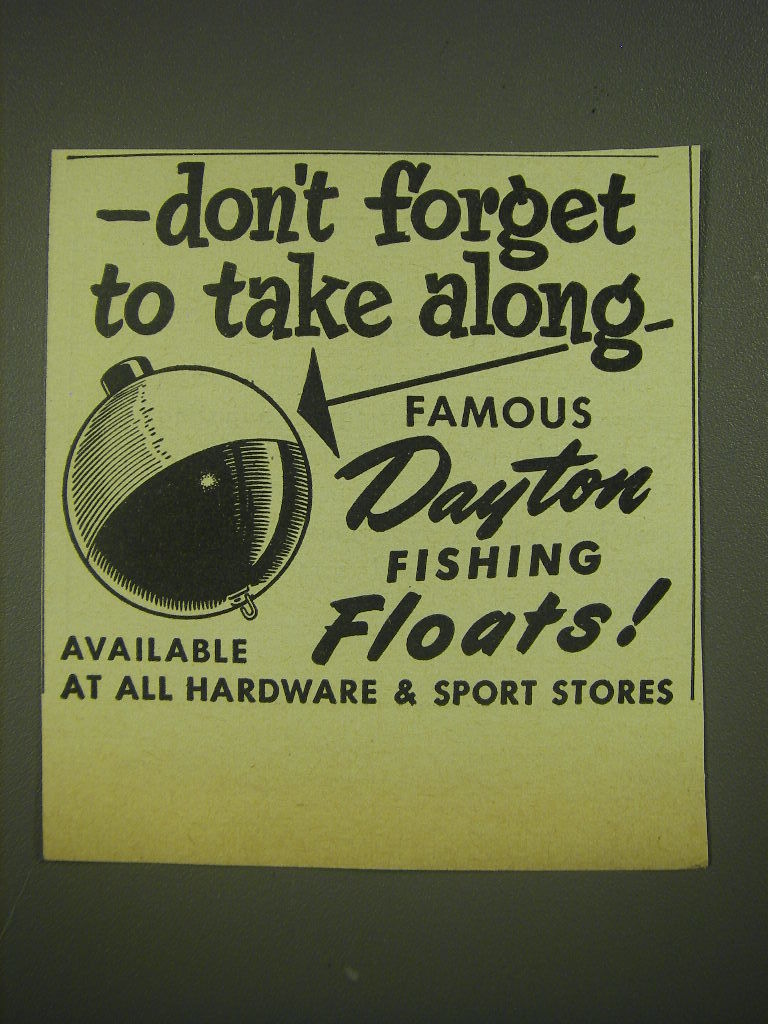 —don't forget
to take along—
FAMOUS
Dayton
FISHING
Floats!
AVAILABLE
AT ALL HARDWARE & SPORT STORES